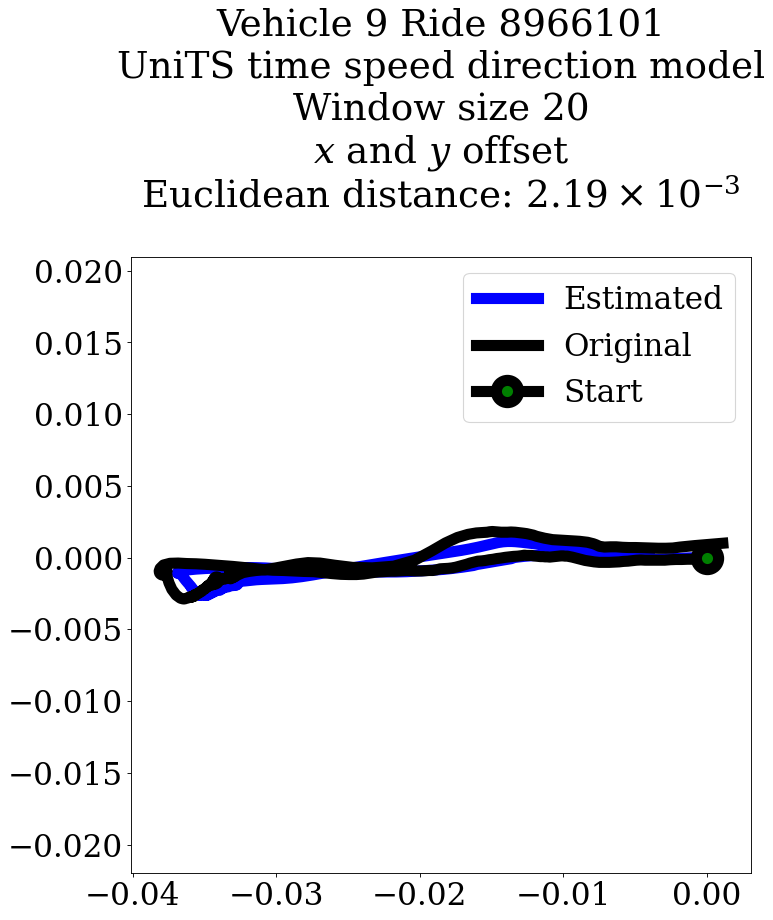 Vehicle 9 Ride 8966101
UniTS time speed direction model
Window size 20
x and y offset
Euclidean distance: 2.19 × 10⁻³
Estimated
Original
Start
0.020
0.015
0.010
0.005
0.000
−0.005
−0.010
−0.015
−0.020
−0.04 −0.03 −0.02 −0.01 0.00